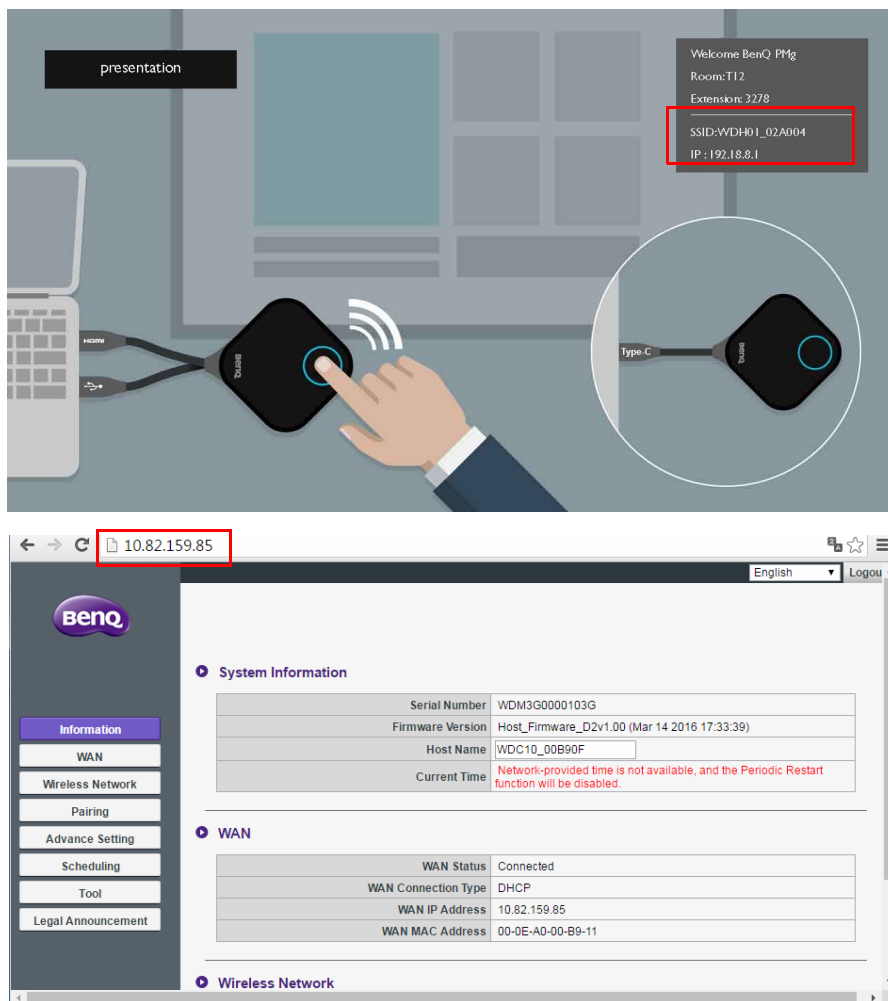 presentation
Welcome BenQ PMg
Room:T12
Extension: 3278
SSID:WDH01_02A004
IP : 192.18.8.1
HDMI
BenQ
Type-C
BenQ
10.82.159.85
English
Logou
BenQ
System Information
Serial Number WDM3G0000103G
Firmware Version Host_Firmware_D2v1.00 (Mar 14 2016 17:33:39)
Host Name WDC10_00B90F
Current Time Network-provided time is not available, and the Periodic Restart
function will be disabled.
Information
WAN
Wireless Network
Pairing
Advance Setting
Scheduling
Tool
Legal Announcement
WAN
WAN Status Connected
WAN Connection Type DHCP
WAN IP Address 10.82.159.85
WAN MAC Address 00-0E-A0-00-B9-11
Wireless Network